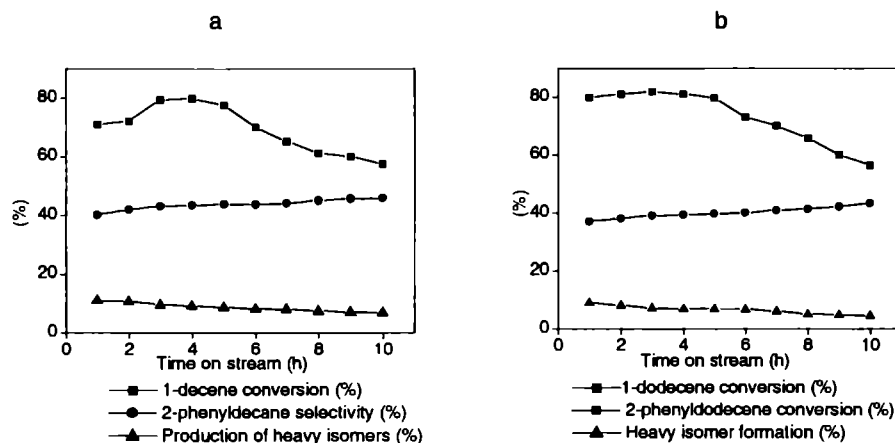 a
b
80
60
40
20
0
(%)
0 2 4 6 8 10
Time on stream (h)
1-decene conversion (%)
2-phenyldecane selectivity (%)
Production of heavy isomers (%)
80
60
40
20
0
(%)
0 2 4 6 8 10
Time on stream (h)
1-dodecene conversion (%)
2-phenyldodecene conversion (%)
Heavy isomer formation (%)